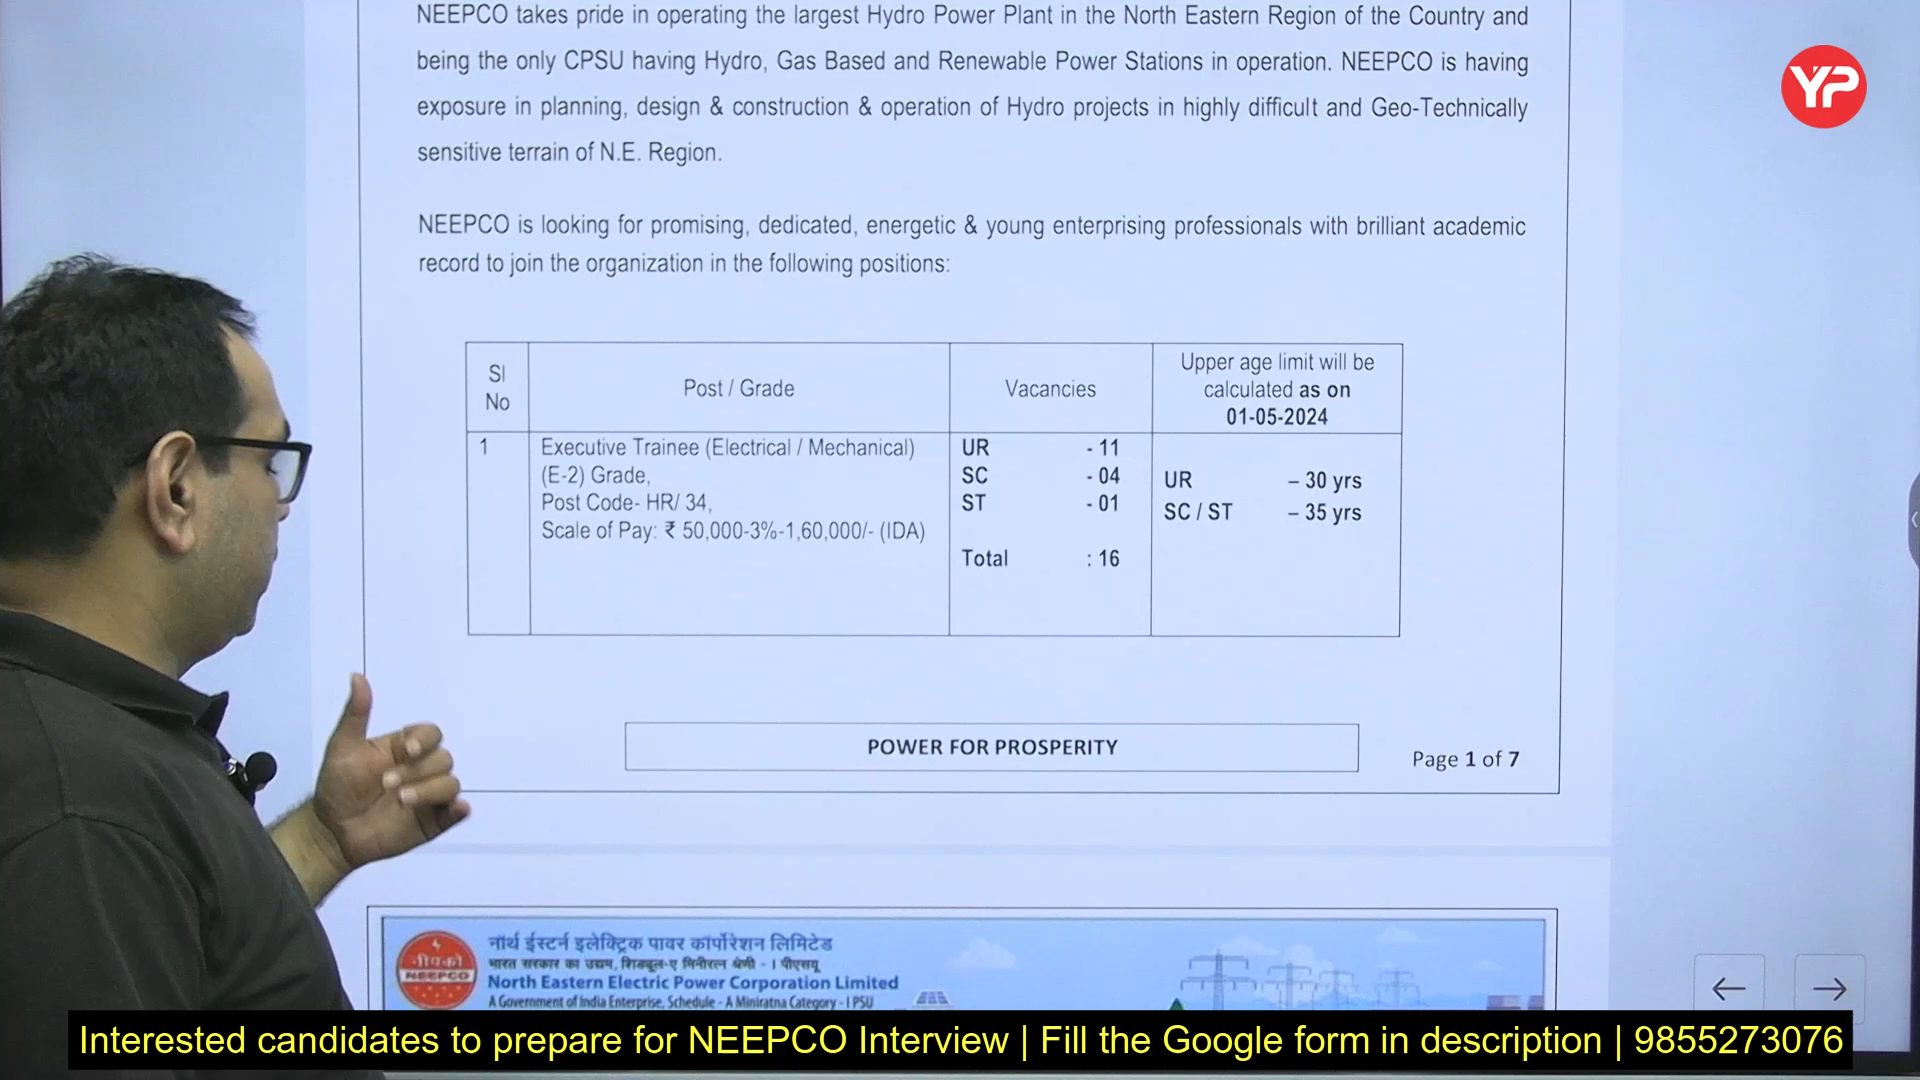 NEEPCO takes pride in operating the largest Hydro Power Plant in the North Eastern Region of the Country and
being the only CPSU having Hydro, Gas Based and Renewable Power Stations in operation. NEEPCO is having
exposure in planning, design & construction & operation of Hydro projects in highly difficult and Geo-Technically
sensitive terrain of N.E. Region.
YP
NEEPCO is looking for promising, dedicated, energetic & young enterprising professionals with brilliant academic
record to join the organization in the following positions:
Sl No
Post / Grade
Vacancies
Upper age limit will be
calculated as on
01-05-2024
1
Executive Trainee (Electrical / Mechanical)
(E-2) Grade,
Post Code- HR/ 34,
Scale of Pay: ₹ 50,000-3%-1,60,000/- (IDA)
UR - 11
SC - 04
ST - 01
Total : 16
UR – 30 yrs
SC / ST – 35 yrs
POWER FOR PROSPERITY
Page 1 of 7
नीपको
NEEPCO
नॉर्थ ईस्टर्न इलेक्ट्रिक पावर कॉर्पोरेशन लिमिटेड
भारत सरकार का उद्यम, शिड्यूल-ए मिनीरत्न श्रेणी - I पीएसयू
North Eastern Electric Power Corporation Limited
A Government of India Enterprise, Schedule - A Miniratna Category - I PSU
Interested candidates to prepare for NEEPCO Interview | Fill the Google form in description | 9855273076